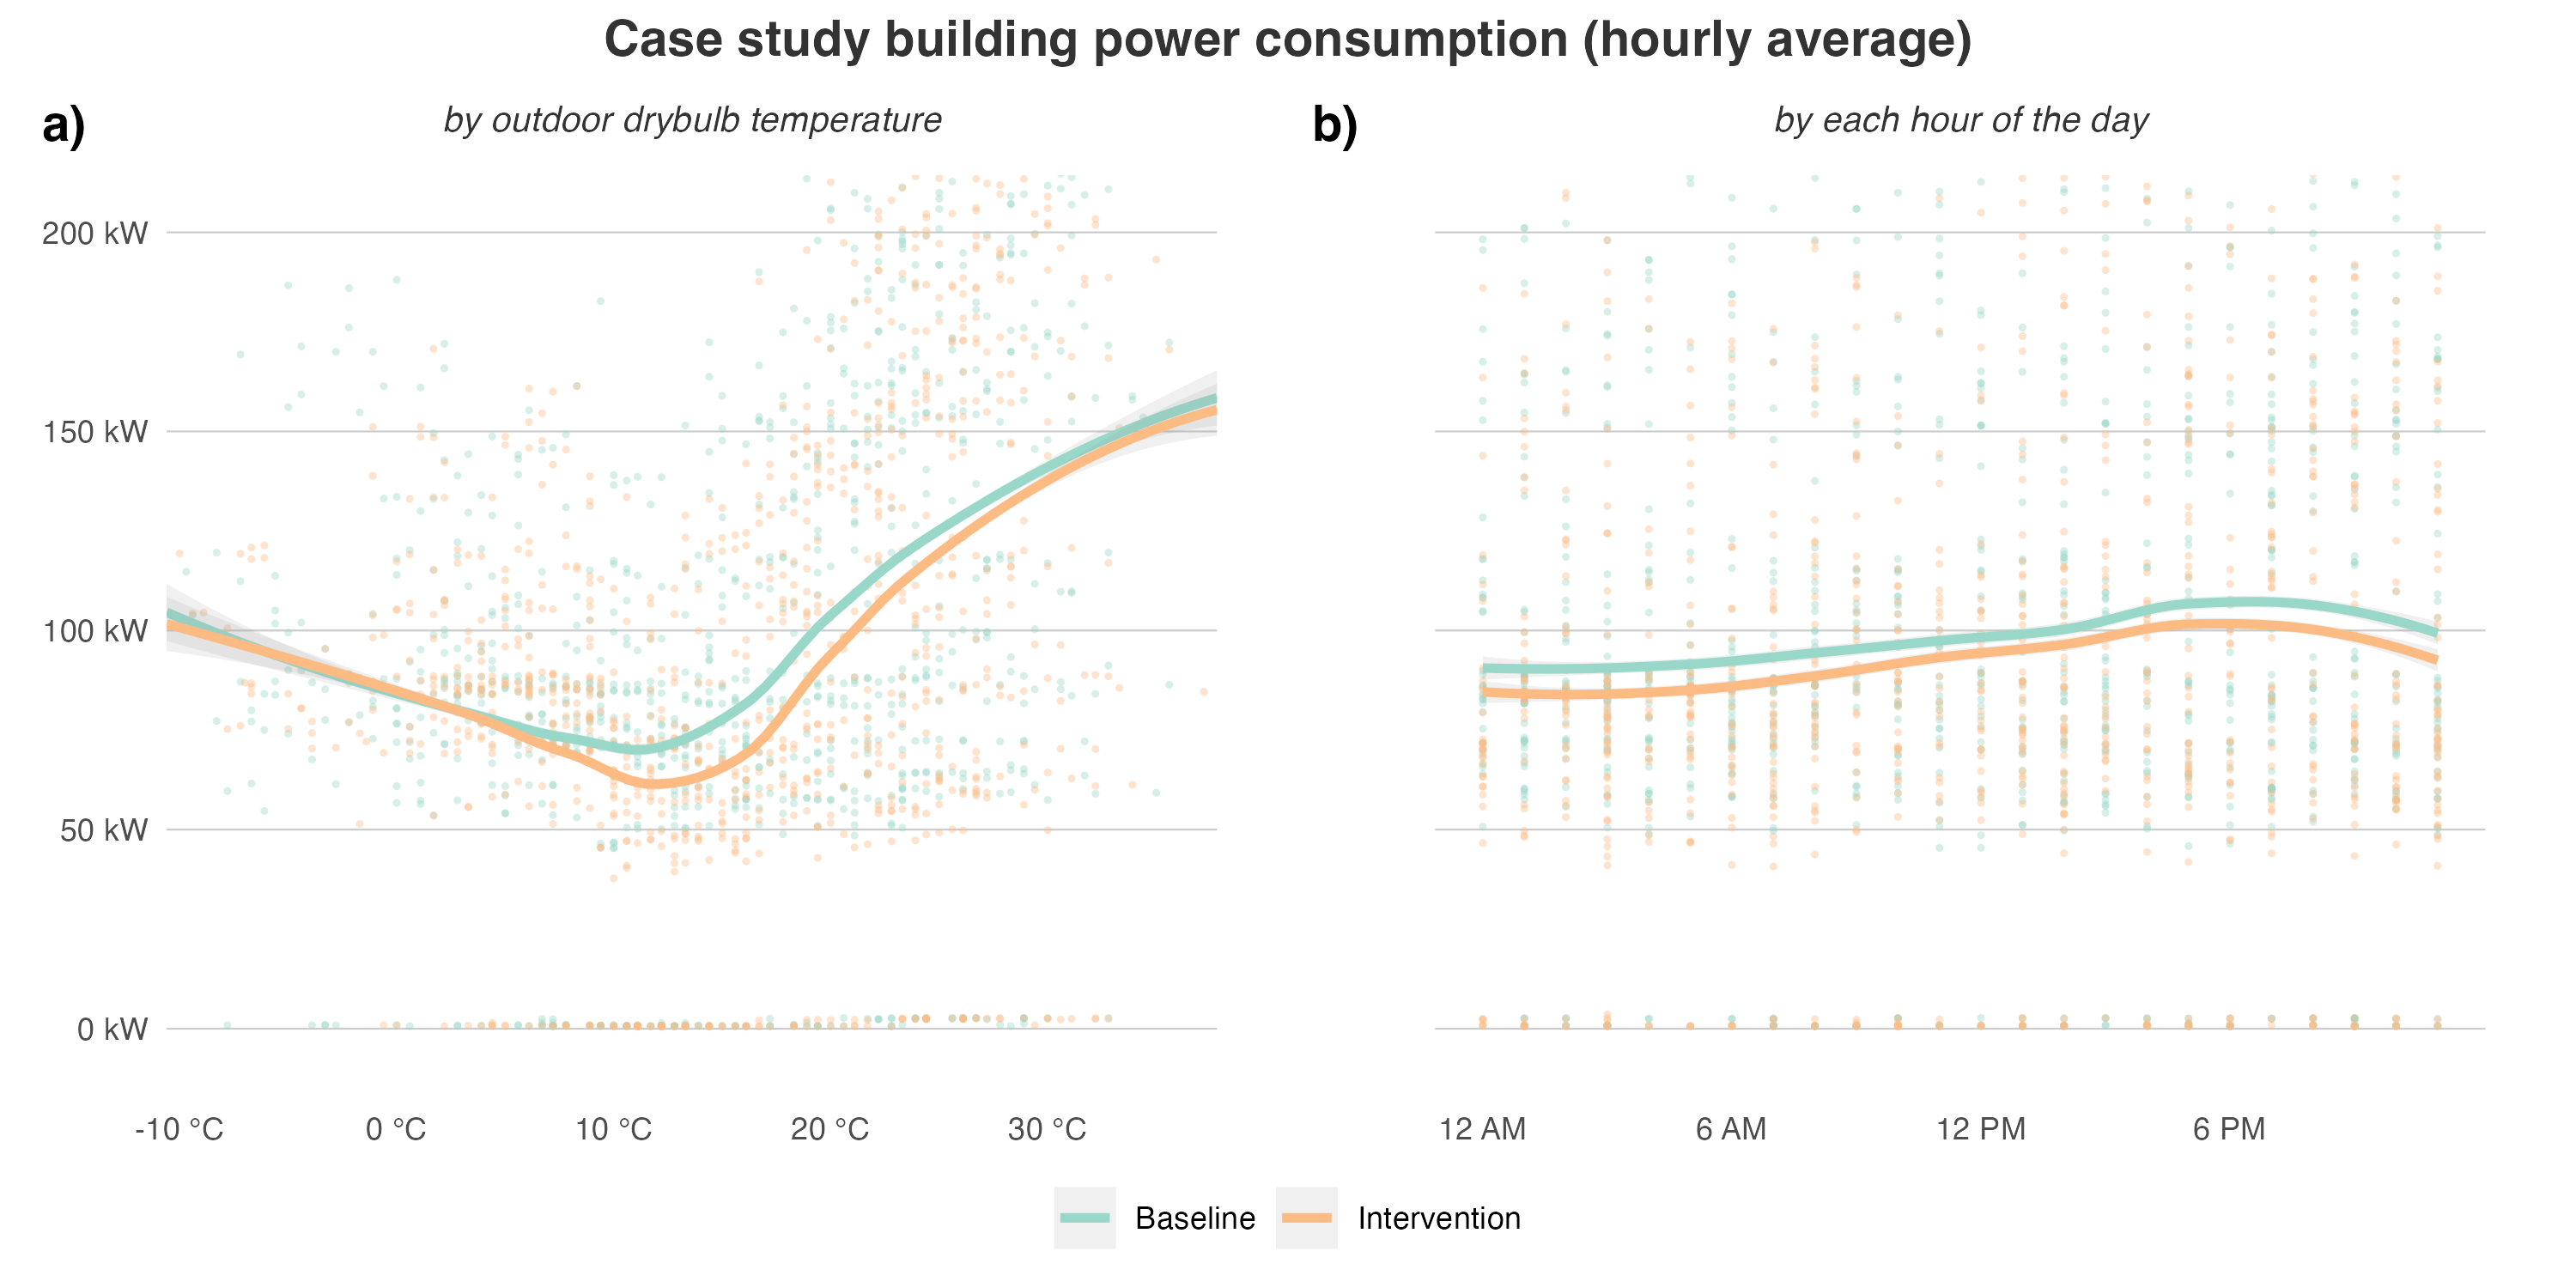 Case study building power consumption (hourly average)
a)
by outdoor drybulb temperature
200 kW
150 kW
100 kW
50 kW
0 kW
-10 °C 0 °C 10 °C 20 °C 30 °C
b)
by each hour of the day
12 AM 6 AM 12 PM 6 PM
Baseline Intervention